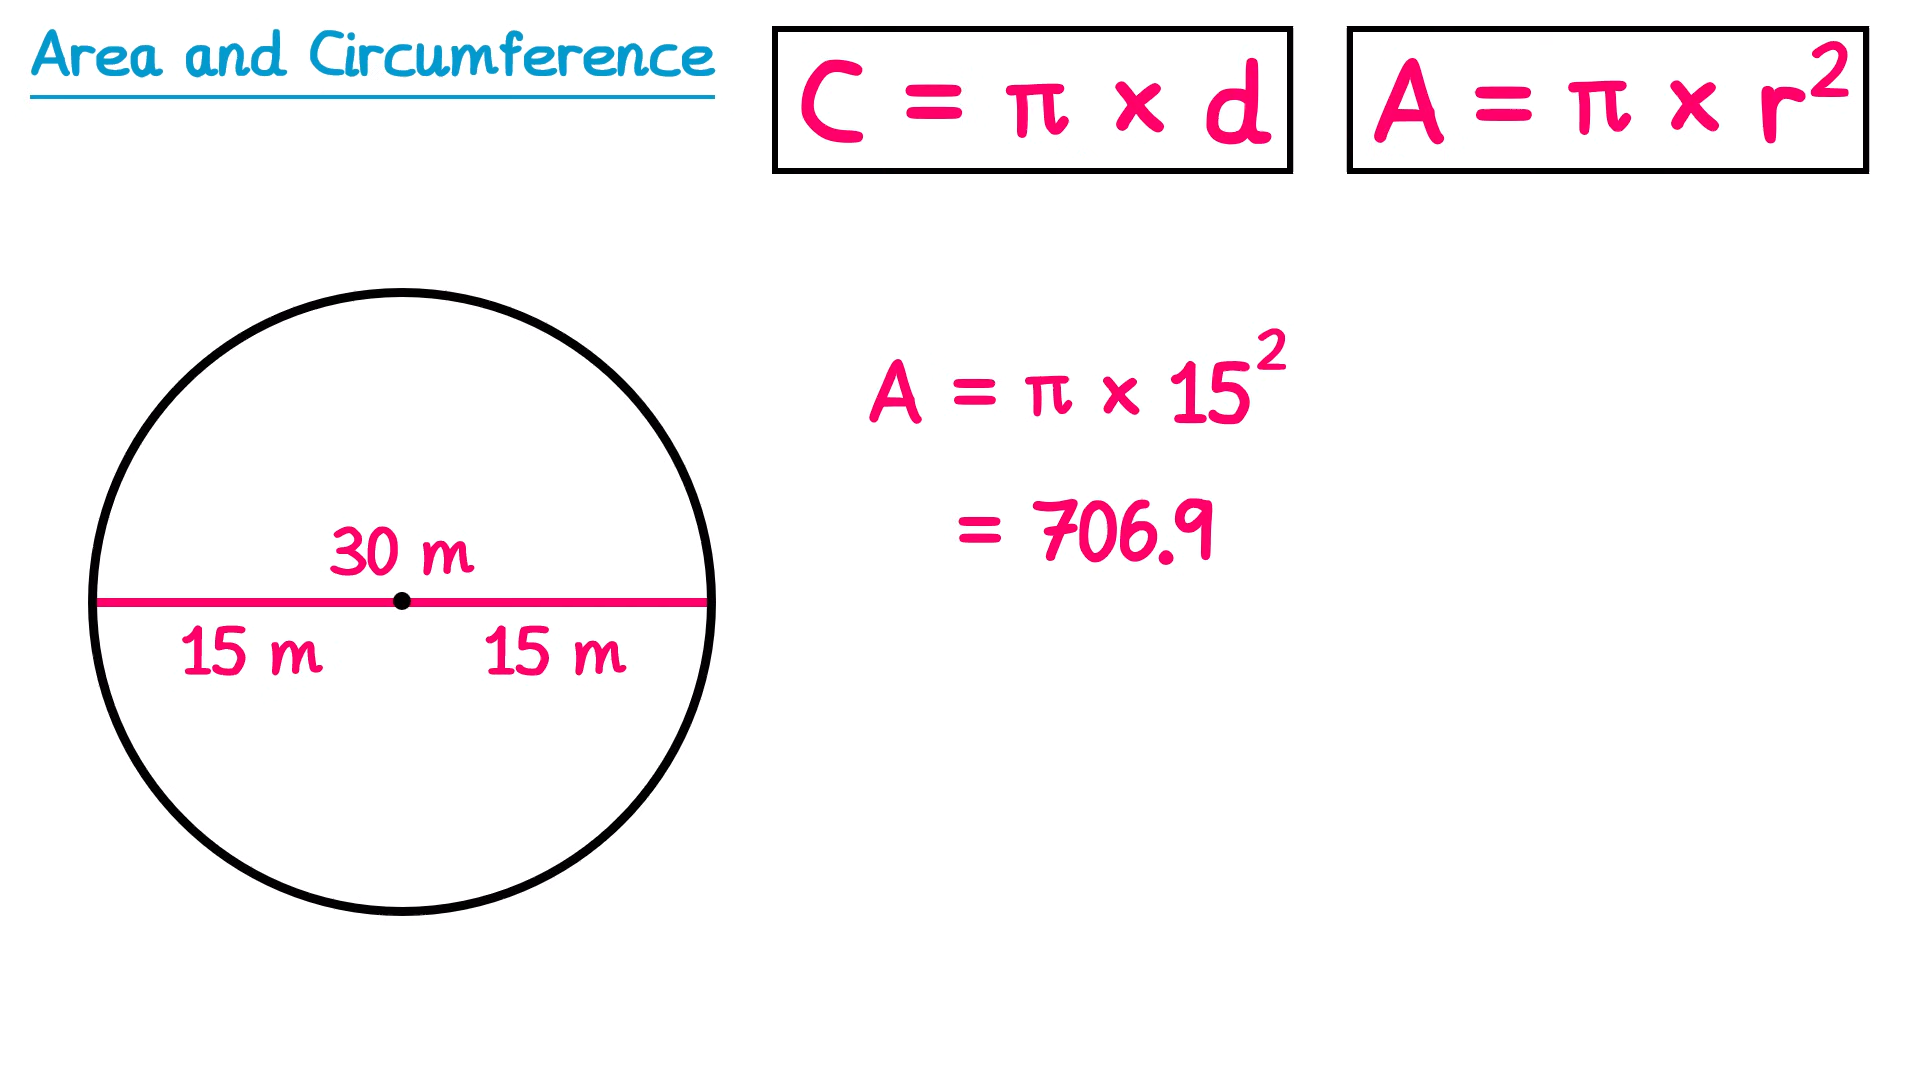 Area and Circumference
C = π × d
A = π × r²
30 m
15 m 15 m
A = π × 15²
= 706.9